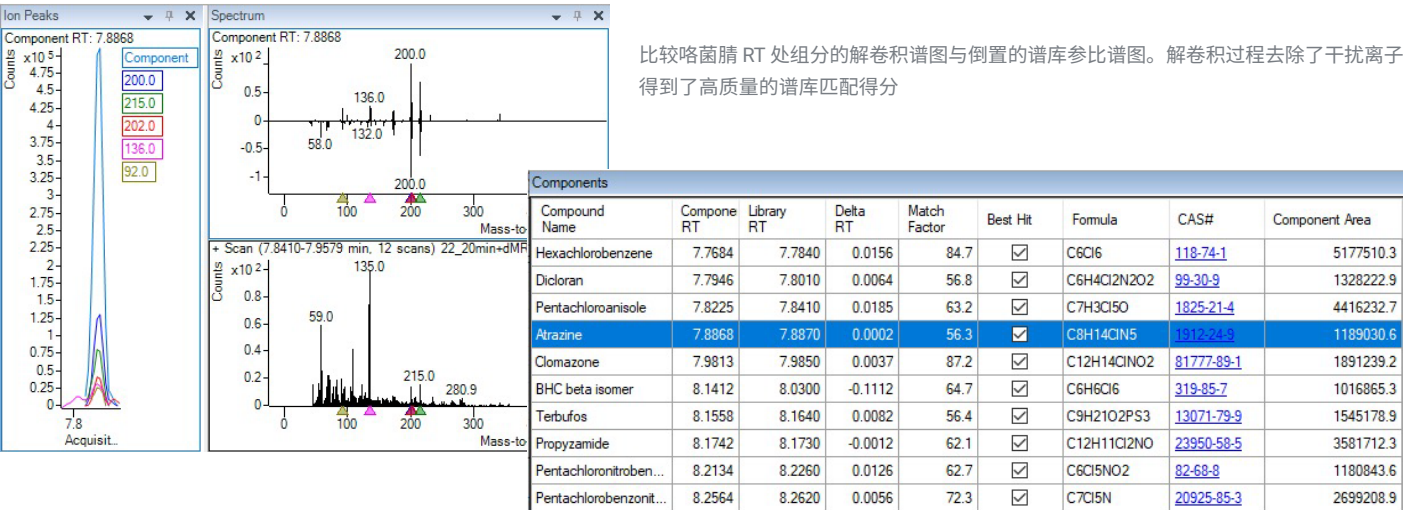 Ion Peaks
Component RT: 7.8868
Counts
x10 5
4.75
4.5
4.25
4
3.75
3.5
3.25
3
2.75
2.5
2.25
2
1.75
1.5
1.25
1
0.75
0.5
0.25
0
7.8
Acquisit...
Component
200.0
215.0
202.0
136.0
92.0
Spectrum
Component RT: 7.8868
Counts
x10 2
0.5
0
-0.5
-1
200.0
136.0
58.0
132.0
200.0
0 100 200 300
Mass-to
+ Scan (7.8410-7.9579 min, 12 scans) 22_20min+dMR
Counts
x10 2
0.8
0.6
0.4
0.2
0
135.0
59.0
215.0
280.9
0 100 200 300
Mass-to
比较咯菌腈 RT 处组分的解卷积谱图与倒置的谱库参比谱图。解卷积过程去除了干扰离子
得到了高质量的谱库匹配得分
Components
Compound Name Compone RT Library RT Delta RT Match Factor Best Hit Formula CAS# Component Area
Hexachlorobenzene 7.7684 7.7840 0.0156 84.7 C6Cl6 118-74-1 5177510.3
Dicloran 7.7946 7.8010 0.0064 56.8 C6H4Cl2N2O2 99-30-9 1328222.9
Pentachloroanisole 7.8225 7.8410 0.0185 63.2 C7H3Cl5O 1825-21-4 4416232.7
Atrazine 7.8868 7.8870 0.0002 56.3 C8H14ClN5 1912-24-9 1189030.6
Clomazone 7.9813 7.9850 0.0037 87.2 C12H14ClNO2 81777-89-1 1891239.2
BHC beta isomer 8.1412 8.0300 -0.1112 64.7 C6H6Cl6 319-85-7 1016865.3
Terbufos 8.1558 8.1640 0.0082 56.4 C9H21O2PS3 13071-79-9 1545178.9
Propyzamide 8.1742 8.1730 -0.0012 62.1 C12H11Cl2NO 23950-58-5 3581712.3
Pentachloronitroben... 8.2134 8.2260 0.0126 62.7 C6Cl5NO2 82-68-8 1180843.6
Pentachlorobenzonit... 8.2564 8.2620 0.0056 72.3 C7Cl5N 20925-85-3 2699208.9